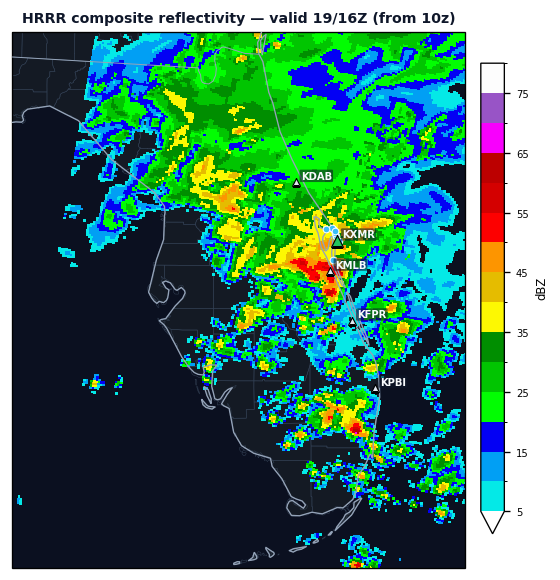 HRRR composite reflectivity — valid 19/16Z (from 10z)
75
65
55
45
35
25
15
5
dBZ
KDAB
KXMR
KMLB
KFPR
KPBI